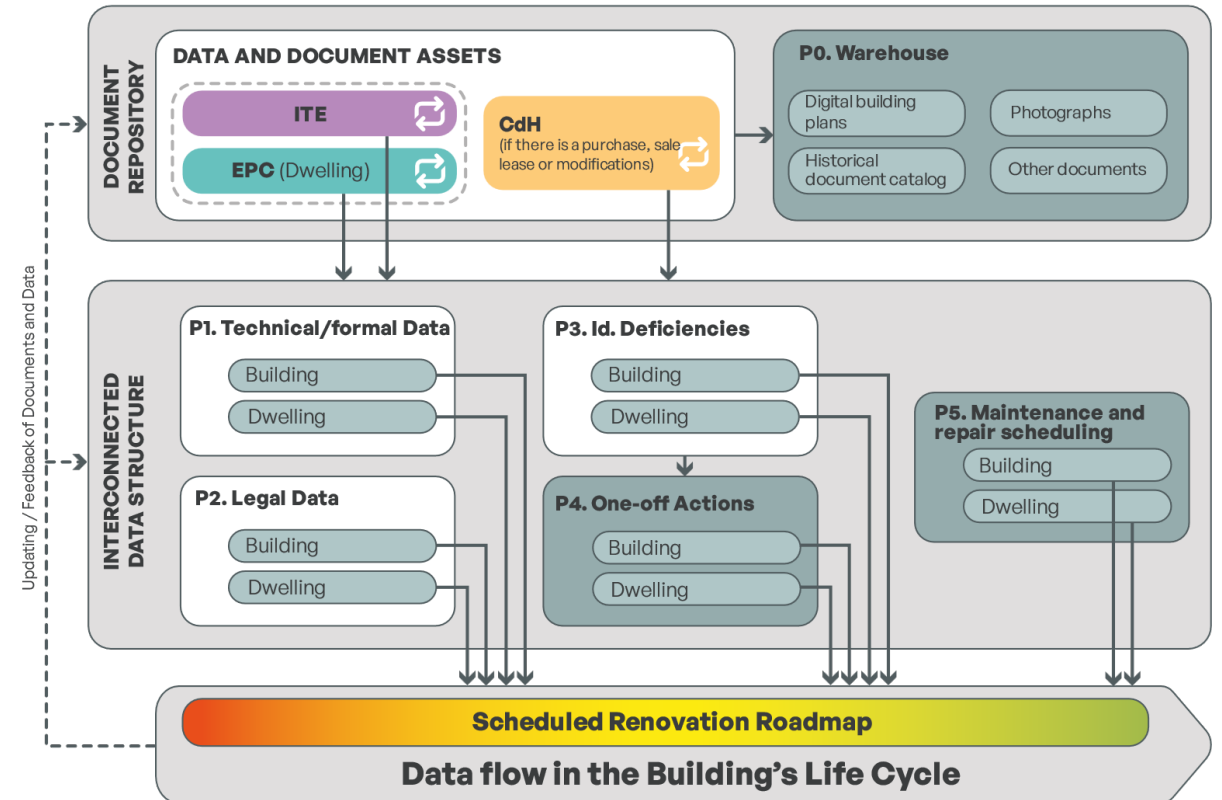 DOCUMENT
REPOSITORY
DATA AND DOCUMENT ASSETS
ITE
EPC (Dwelling)
CdH
(if there is a purchase, sale
lease or modifications)
P0. Warehouse
Digital building
plans
Photographs
Historical
document catalog
Other documents
Updating / Feedback of Documents and Data
INTERCONNECTED
DATA STRUCTURE
P1. Technical/formal Data
Building
Dwelling
P2. Legal Data
Building
Dwelling
P3. Id. Deficiencies
Building
Dwelling
P4. One-off Actions
Building
Dwelling
P5. Maintenance and
repair scheduling
Building
Dwelling
Scheduled Renovation Roadmap
Data flow in the Building’s Life Cycle